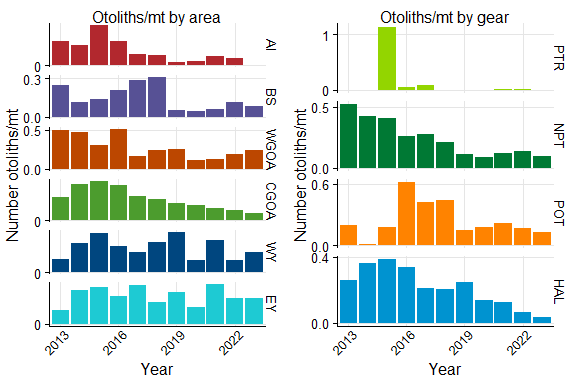 Otoliths/mt by area
Otoliths/mt by gear
Number otoliths/mt
0
AI
0.3
0.0
BS
0.5
0.0
WGOA
0
CGOA
0
WY
0
EY
2013
2016
2019
2022
Year
Number otoliths/mt
1
0
PTR
0.5
0.0
NPT
0.6
0.0
POT
0.4
0.0
HAL
2013
2016
2019
2022
Year